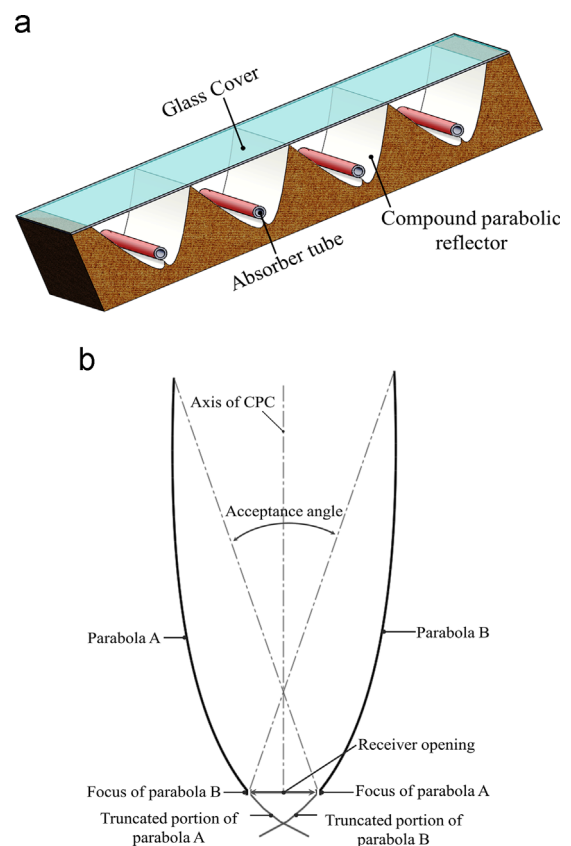 a
Glass Cover
Absorber tube
Compound parabolic
reflector
b
Axis of CPC
Acceptance angle
Parabola A
Parabola B
Receiver opening
Focus of parabola B
Focus of parabola A
Truncated portion of
parabola A
Truncated portion of
parabola B